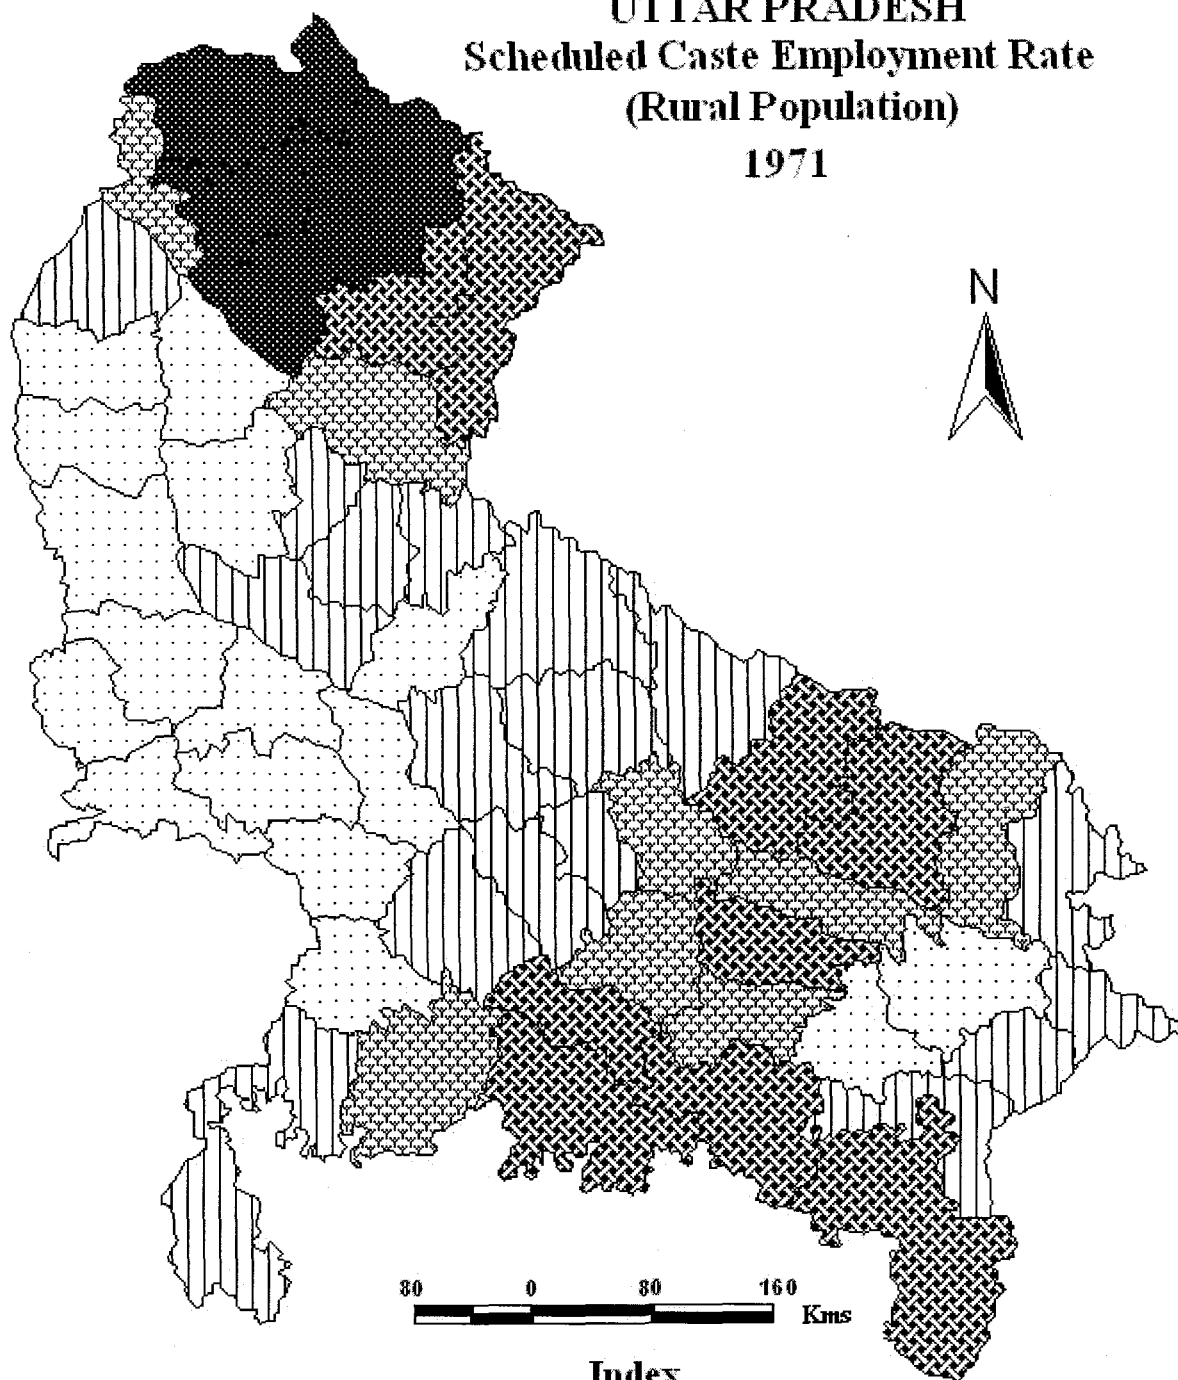 UTTAR PRADESH
Scheduled Caste Employment Rate
(Rural Population)
1971
N
80 0 80 160
Kms
Index